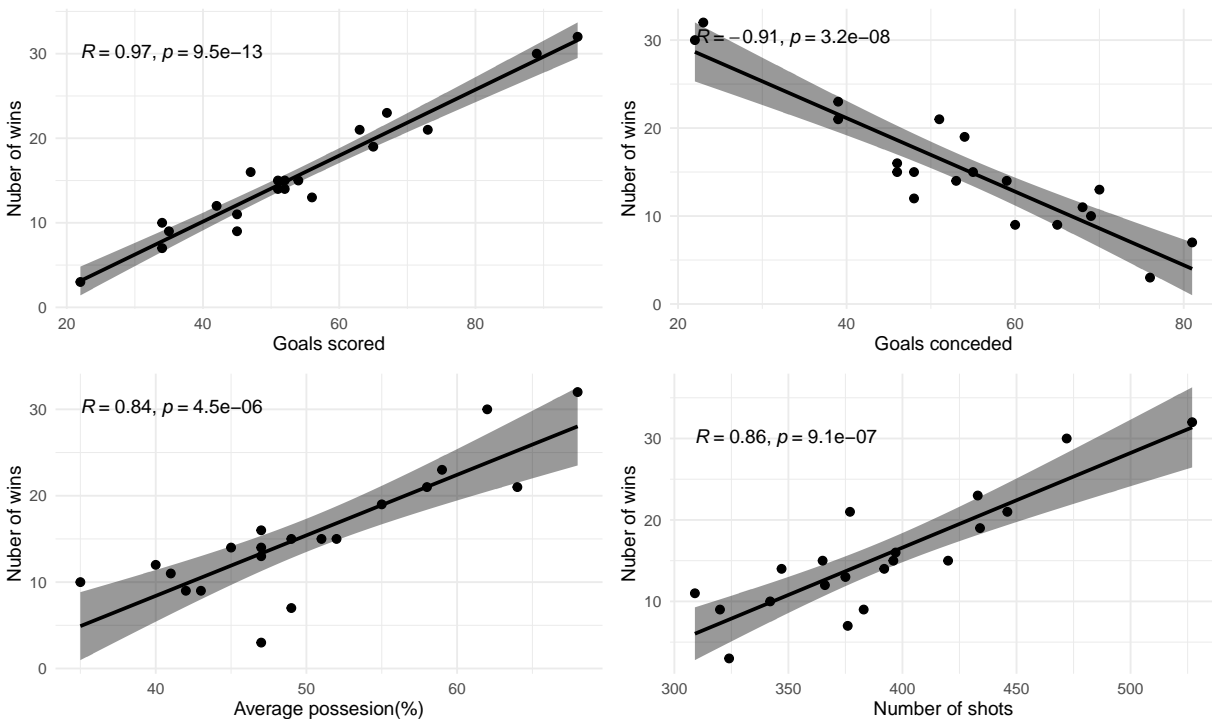 R = 0.97, p = 9.5e−13
30
20
10
0
20 40 60 80
Goals scored
Nuber of wins
R = −0.91, p = 3.2e−08
30
20
10
0
20 40 60 80
Goals conceded
Nuber of wins
R = 0.84, p = 4.5e−06
30
20
10
0
40 50 60
Average possesion(%)
Nuber of wins
R = 0.86, p = 9.1e−07
30
20
10
300 350 400 450 500
Number of shots
Nuber of wins